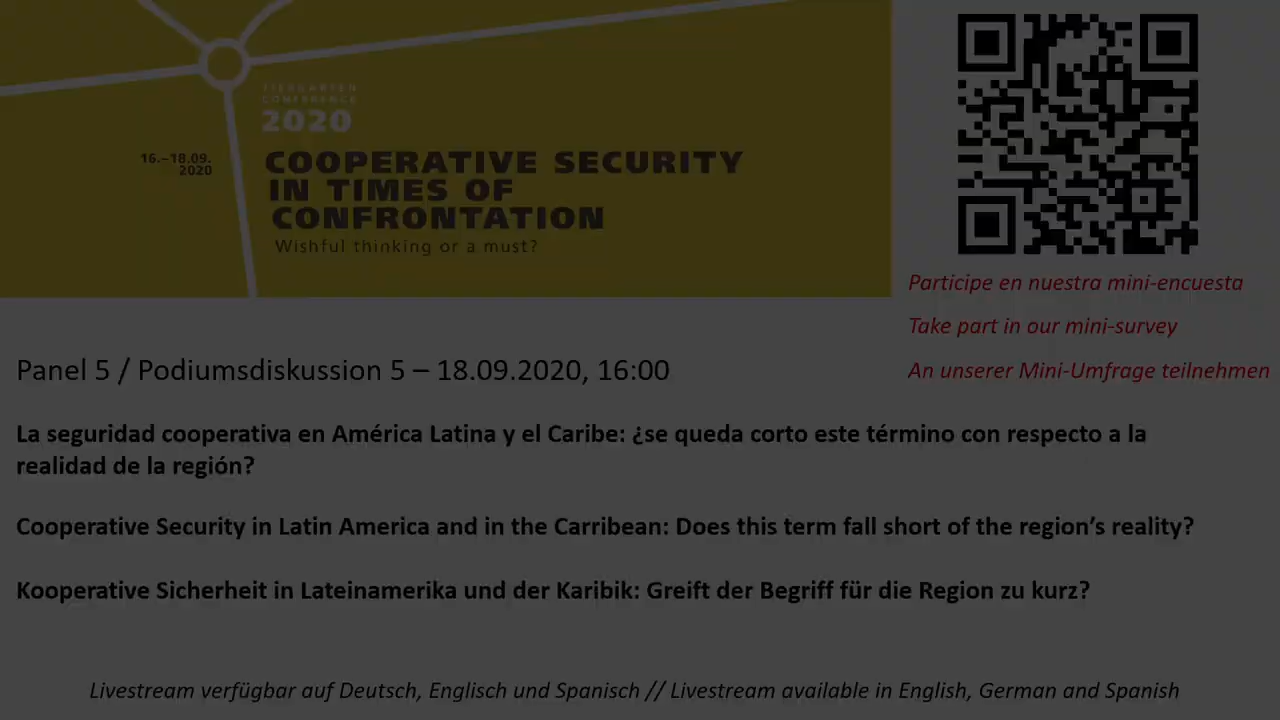 TIERGARTEN
CONFERENCE
2020
16.–18.09.
2020
COOPERATIVE SECURITY
IN TIMES OF
CONFRONTATION
Wishful thinking or a must?
Participe en nuestra mini-encuesta
Take part in our mini-survey
An unserer Mini-Umfrage teilnehmen
Panel 5 / Podiumsdiskussion 5 – 18.09.2020, 16:00
La seguridad cooperativa en América Latina y el Caribe: ¿se queda corto este término con respecto a la
realidad de la región?
Cooperative Security in Latin America and in the Carribean: Does this term fall short of the region’s reality?
Kooperative Sicherheit in Lateinamerika und der Karibik: Greift der Begriff für die Region zu kurz?
Livestream verfügbar auf Deutsch, Englisch und Spanisch // Livestream available in English, German and Spanish